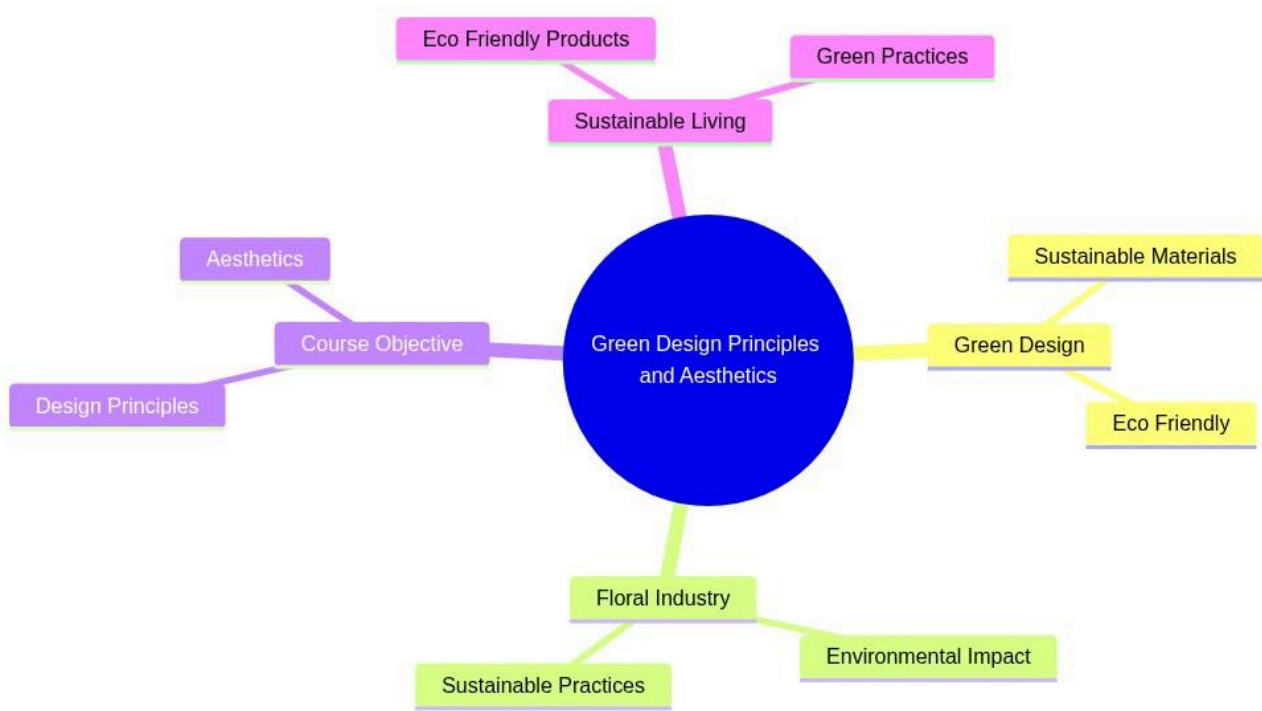 Eco Friendly Products
Green Practices
Sustainable Living
Aesthetics
Sustainable Materials
Course Objective
Green Design Principles
and Aesthetics
Green Design
Design Principles
Eco Friendly
Floral Industry
Environmental Impact
Sustainable Practices